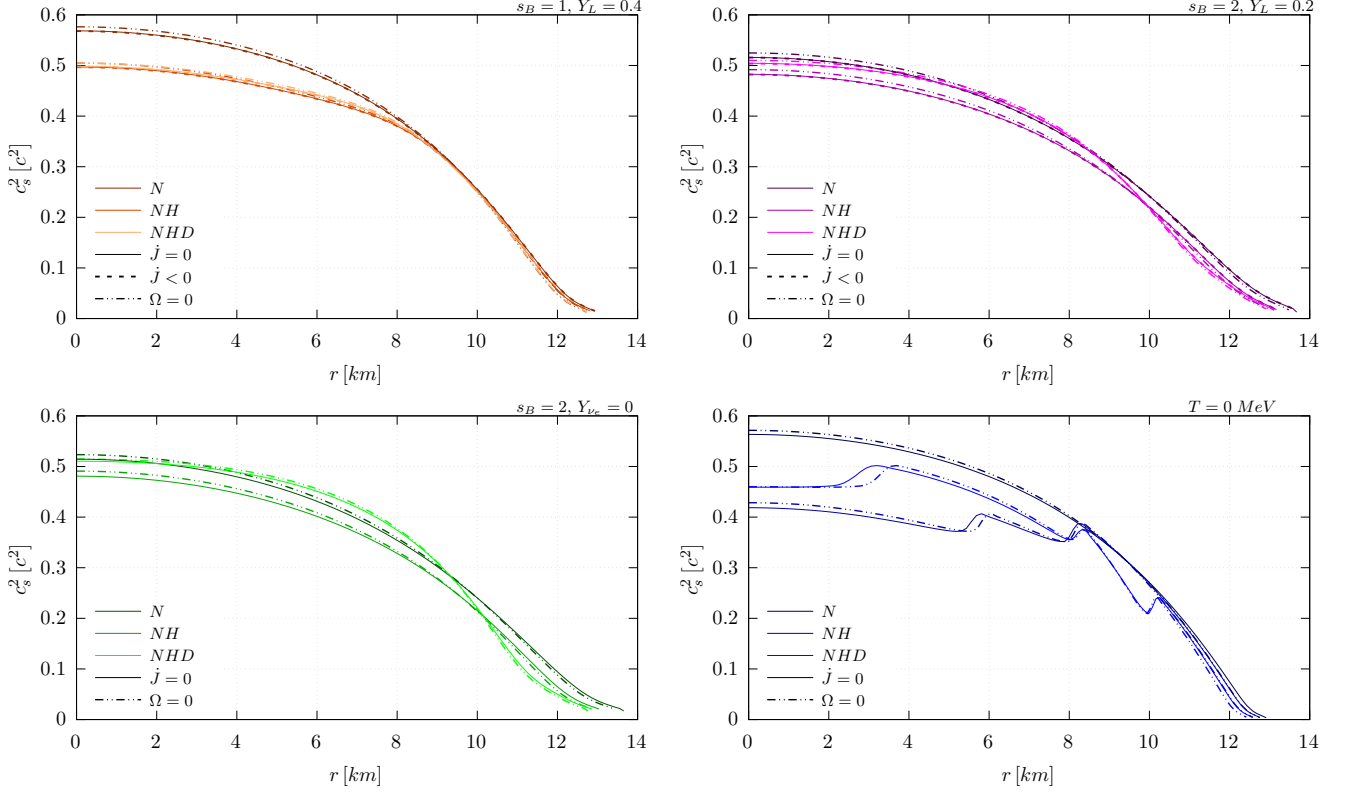 s_B = 1, Y_L = 0.4
0.6
0.5
0.4
0.3
0.2
0.1
0
c_s^2 [c^2]
N
NH
NHD
J̇ = 0
J̇ < 0
Ω = 0
0 2 4 6 8 10 12 14
r [km]
s_B = 2, Y_L = 0.2
0.6
0.5
0.4
0.3
0.2
0.1
0
c_s^2 [c^2]
N
NH
NHD
J̇ = 0
J̇ < 0
Ω = 0
0 2 4 6 8 10 12 14
r [km]
s_B = 2, Y_{ν_e} = 0
0.6
0.5
0.4
0.3
0.2
0.1
0
c_s^2 [c^2]
N
NH
NHD
J̇ = 0
Ω = 0
0 2 4 6 8 10 12 14
r [km]
T = 0 MeV
0.6
0.5
0.4
0.3
0.2
0.1
0
c_s^2 [c^2]
N
NH
NHD
J̇ = 0
Ω = 0
0 2 4 6 8 10 12 14
r [km]